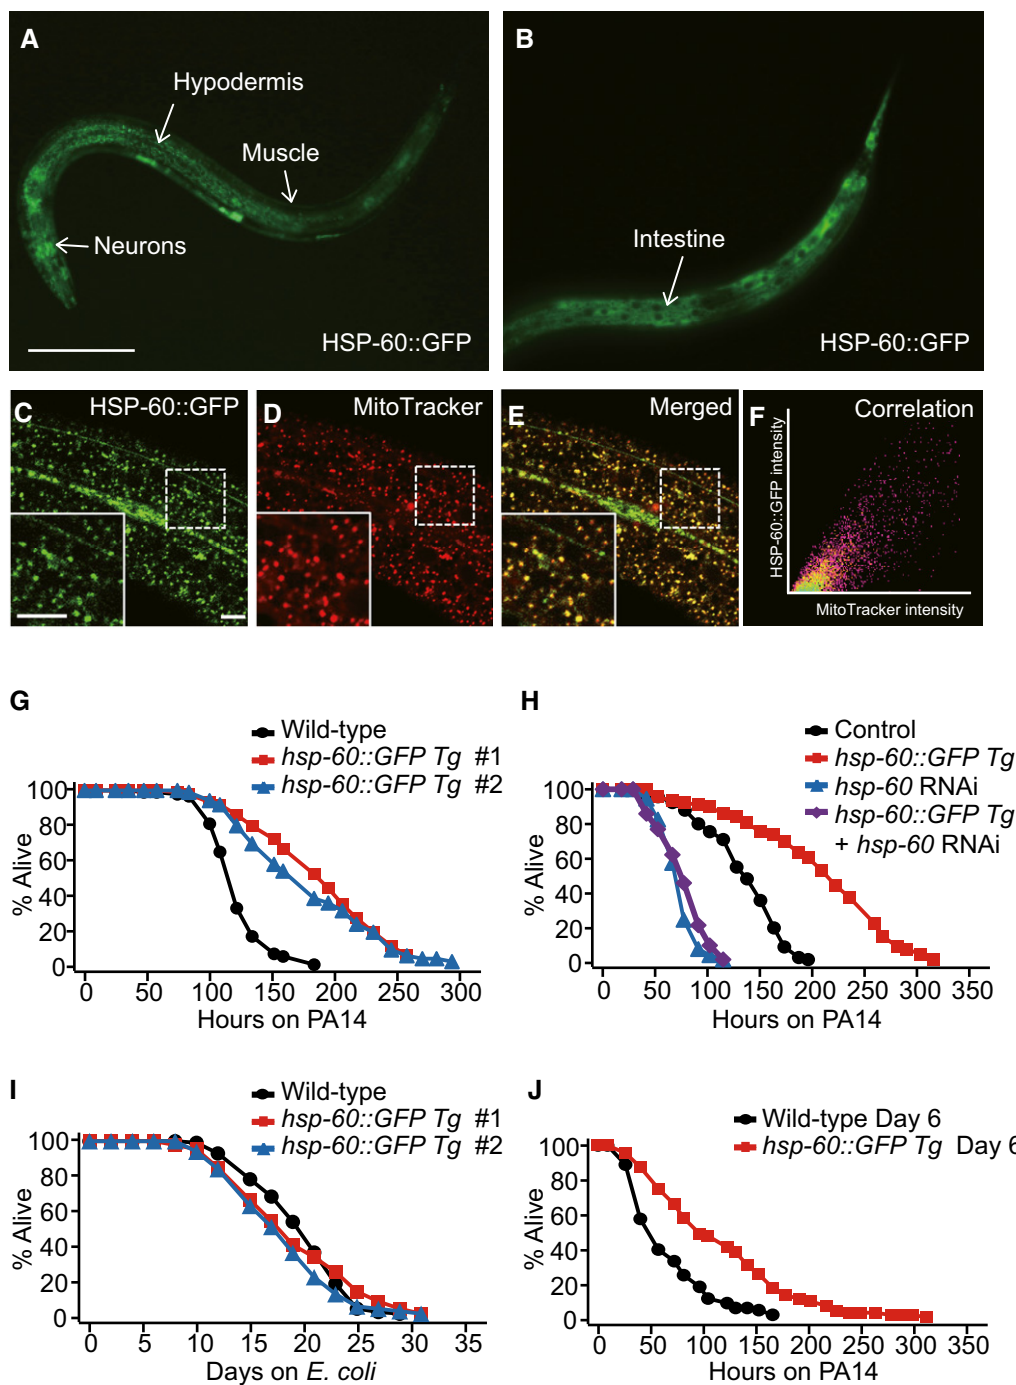 A
Hypodermis
Muscle
Neurons
HSP-60::GFP
B
Intestine
HSP-60::GFP
C
HSP-60::GFP
D
MitoTracker
E
Merged
F
Correlation
HSP-60::GFP intensity
MitoTracker intensity
G
Wild-type
hsp-60::GFP Tg #1
hsp-60::GFP Tg #2
% Alive
100
80
60
40
20
0
0 50 100 150 200 250 300
Hours on PA14
H
Control
hsp-60::GFP Tg
hsp-60 RNAi
hsp-60::GFP Tg
+ hsp-60 RNAi
% Alive
100
80
60
40
20
0
0 50 100 150 200 250 300 350
Hours on PA14
I
Wild-type
hsp-60::GFP Tg #1
hsp-60::GFP Tg #2
% Alive
100
80
60
40
20
0
0 5 10 15 20 25 30 35
Days on E. coli
J
Wild-type Day 6
hsp-60::GFP Tg Day 6
% Alive
100
80
60
40
20
0
0 50 100 150 200 250 300 350
Hours on PA14